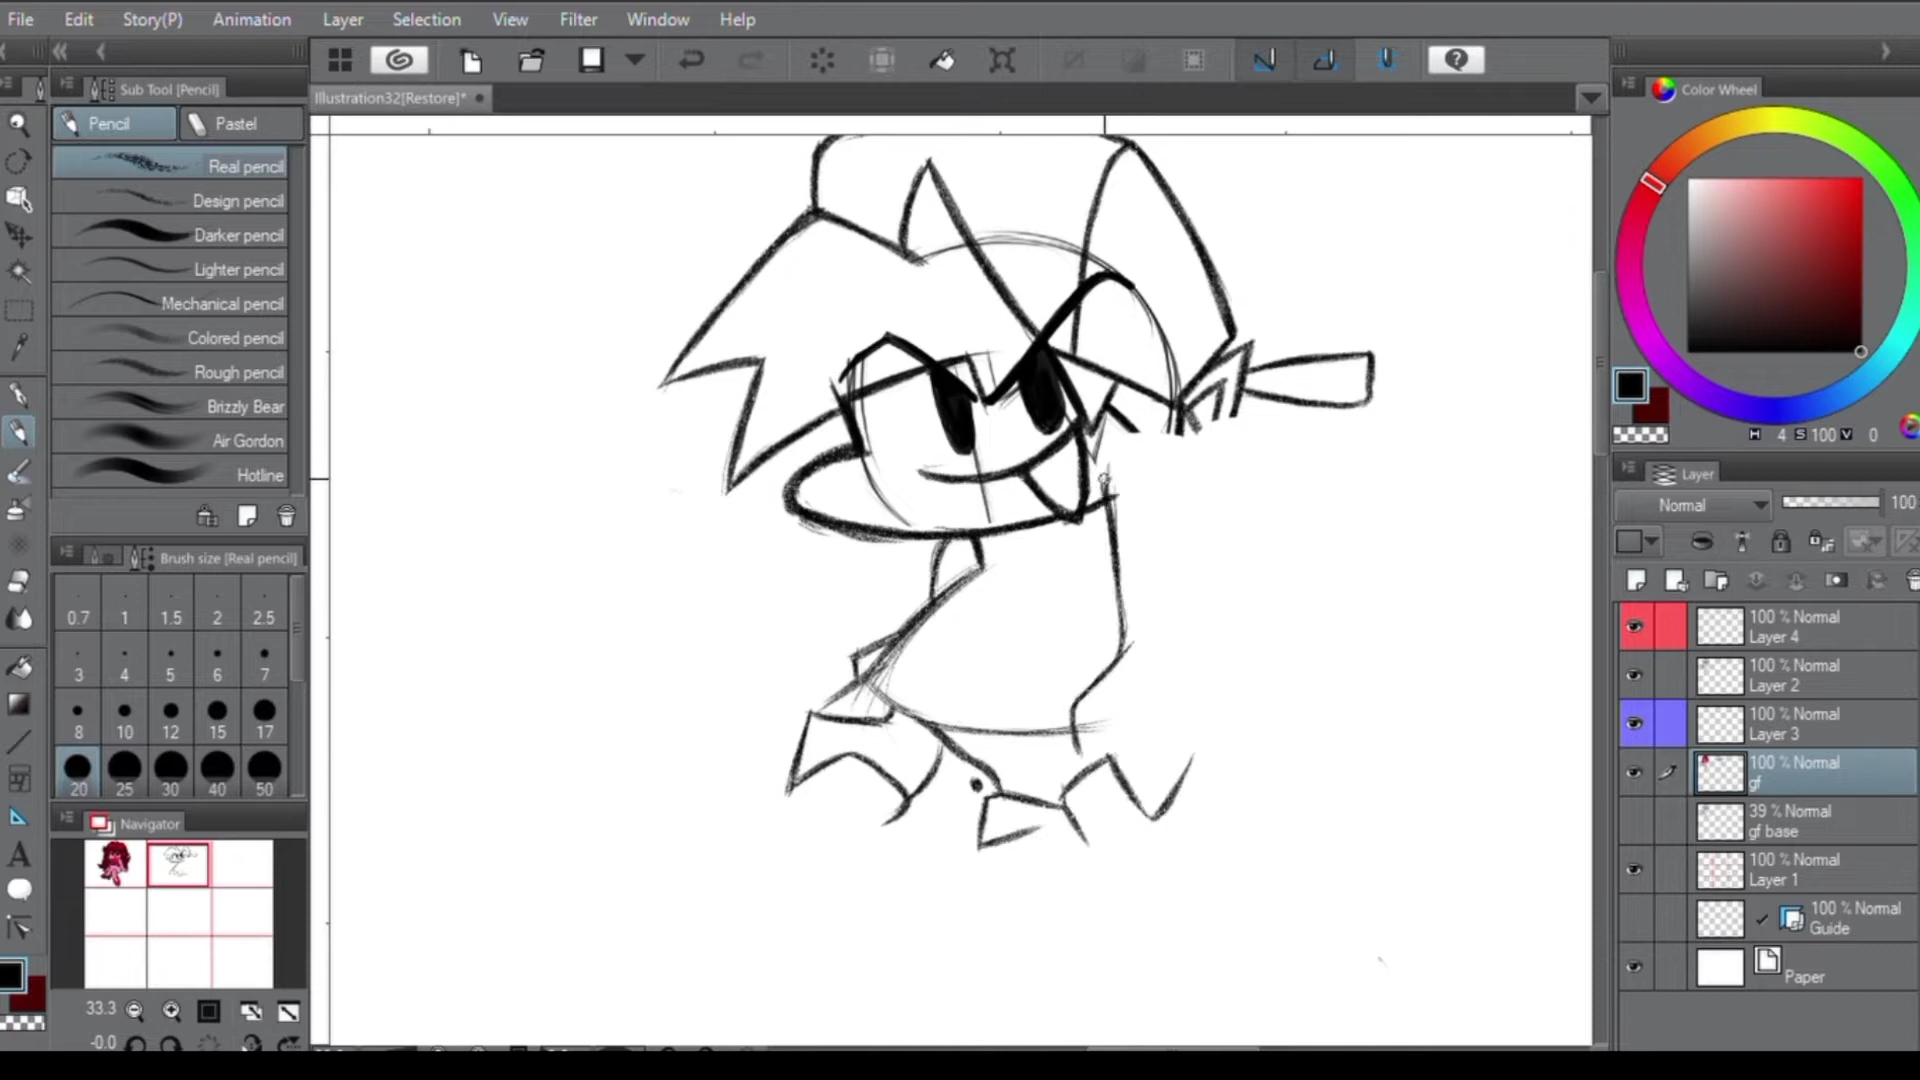 File Edit Story(P) Animation Layer Selection View Filter Window Help
Sub Tool [Pencil]
Illustration32[Restore]*
Color Wheel
Pencil Pastel
Real pencil
Design pencil
Darker pencil
Lighter pencil
Mechanical pencil
Colored pencil
Rough pencil
Brizzly Bear
Air Gordon
Hotline
H 4 S 100 V 0
Layer
Normal 100
Brush size [Real pencil]
0.7 1 1.5 2 2.5
3 4 5 6 7
8 10 12 15 17
20 25 30 40 50
100 % Normal
Layer 4
100 % Normal
Layer 2
100 % Normal
Layer 3
100 % Normal
gf
39 % Normal
gf base
100 % Normal
Layer 1
100 % Normal
Guide
Paper
Navigator
33.3
-0.0